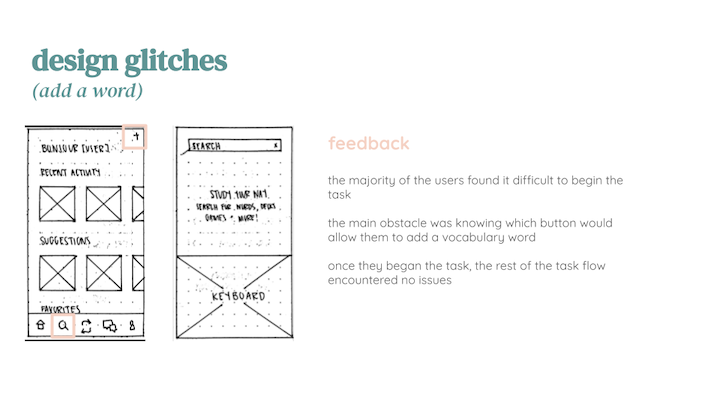 design glitches
(add a word)
+
BONJOUR [USER]
RECENT ACTIVITY
SUGGESTIONS
FAVORITES
SEARCH x
STUDY YOUR WAY
SEARCH FOR WORDS, DECKS
GAMES + MORE!
KEYBOARD
feedback
the majority of the users found it difficult to begin the
task
the main obstacle was knowing which button would
allow them to add a vocabulary word
once they began the task, the rest of the task flow
encountered no issues